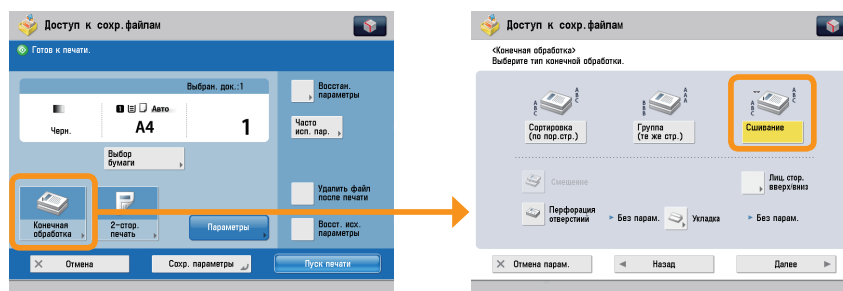 Доступ к сохр.файлам
Готов к печати.
Выбран. док.:1
Черн.
1
Авто
A4
1
Выбор
бумаги
Конечная
обработка
2-стор.
печать
Параметры
Восстан.
параметры
Часто
исп. пар.
Удалить файл
после печати
Восст. исх.
параметры
Отмена
Сохр. параметры
Пуск печати
Доступ к сохр.файлам
<Конечная обработка>
Выберите тип конечной обработки.
A B C
A B C
Сортировка
(по пор.стр.)
B B B
A A A
Группа
(те же стр.)
A B C
A B C
Сшивание
Смещение
Лиц. стор.
вверх/вниз
Перфорация
отверстий
Без парам.
Укладка
Без парам.
Отмена парам.
Назад
Далее